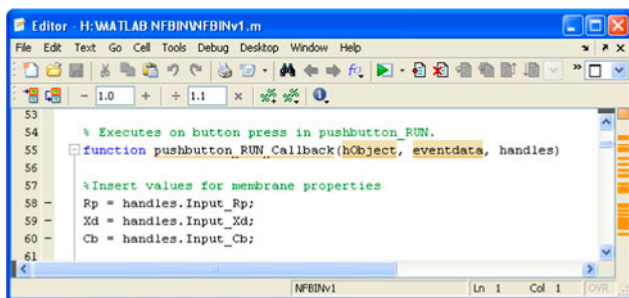 Editor - H:\MATLAB NFBIN\NFBINv1.m
File Edit Text Go Cell Tools Debug Desktop Window Help
- 1.0 + ÷ 1.1 ×
53
54 % Executes on button press in pushbutton_RUN.
55 function pushbutton_RUN_Callback(hObject, eventdata, handles)
56
57 %Insert values for membrane properties
58 - Rp = handles.Input_Rp;
59 - Xd = handles.Input_Xd;
60 - Cb = handles.Input_Cb;
61
NFBINv1 Ln 1 Col 1 OVR